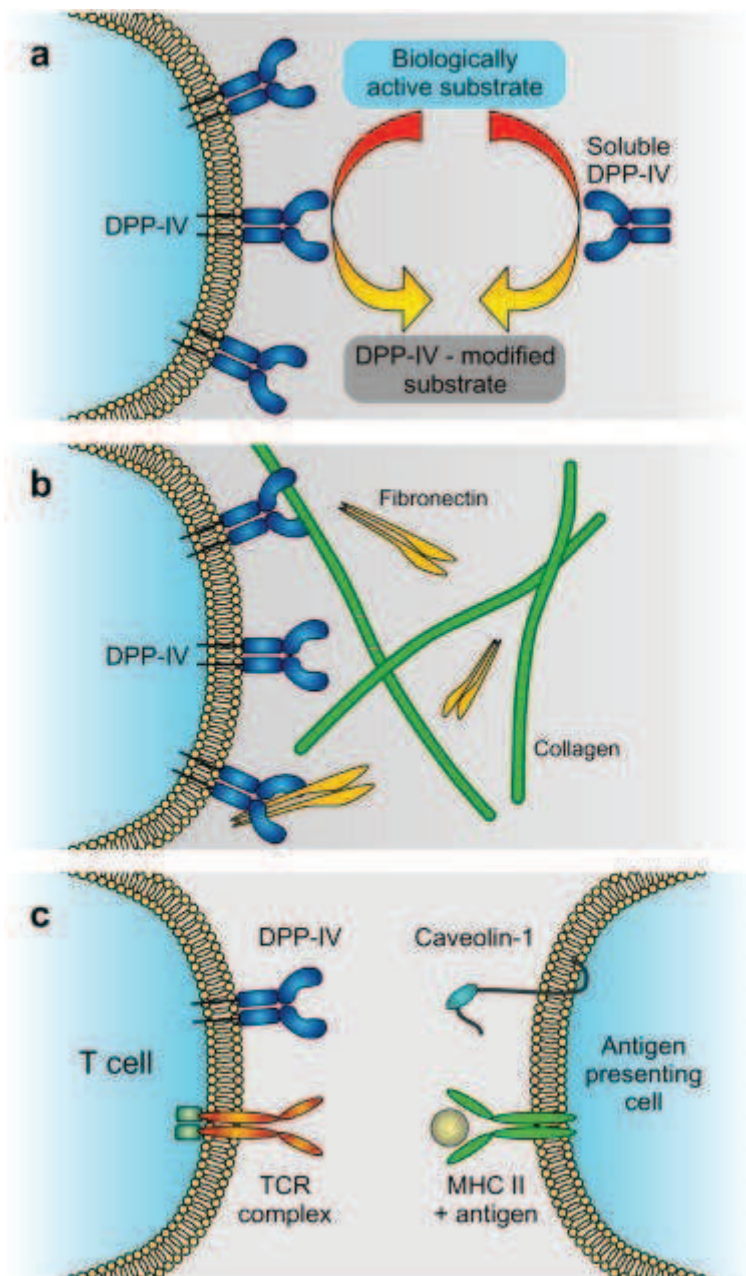 a
Biologically
active substrate
Soluble
DPP-IV
DPP-IV
DPP-IV - modified
substrate
b
Fibronectin
DPP-IV
Collagen
c
DPP-IV
Caveolin-1
T cell
Antigen
presenting
cell
TCR
complex
MHC II
+ antigen